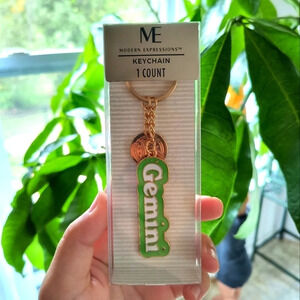 ME
MODERN EXPRESSIONS™
KEYCHAIN
1 COUNT
Gemini